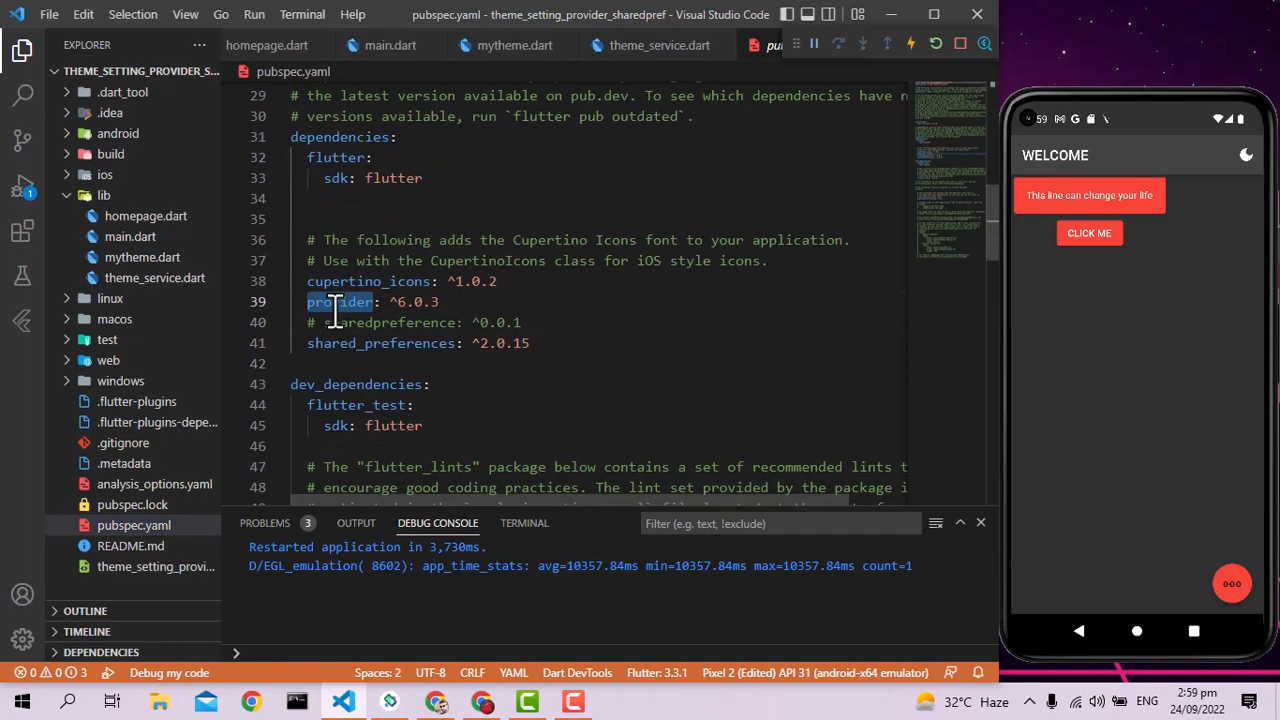 File Edit Selection View Go Run Terminal Help pubspec.yaml - theme_setting_provider_sharedpref - Visual Studio Code
EXPLORER
THEME_SETTING_PROVIDER_S...
.dart_tool
.idea
android
build
ios
lib
homepage.dart
main.dart
mytheme.dart
theme_service.dart
linux
macos
test
web
windows
.flutter-plugins
.flutter-plugins-depe...
.gitignore
.metadata
analysis_options.yaml
pubspec.lock
pubspec.yaml
README.md
theme_setting_provi...
OUTLINE
TIMELINE
DEPENDENCIES
1
homepage.dart main.dart mytheme.dart theme_service.dart
pubspec.yaml
29 # the latest version available on pub.dev. To see which dependencies have n
30 # versions available, run `flutter pub outdated`.
31 dependencies:
32 flutter:
33 sdk: flutter
34
35
36 # The following adds the Cupertino Icons font to your application.
37 # Use with the CupertinoIcons class for iOS style icons.
38 cupertino_icons: ^1.0.2
39 provider: ^6.0.3
40 # sharedpreference: ^0.0.1
41 shared_preferences: ^2.0.15
42
43 dev_dependencies:
44 flutter_test:
45 sdk: flutter
46
47 # The "flutter_lints" package below contains a set of recommended lints t
48 # encourage good coding practices. The lint set provided by the package i
PROBLEMS 3 OUTPUT DEBUG CONSOLE TERMINAL Filter (e.g. text, !exclude)
Restarted application in 3,730ms.
D/EGL_emulation( 8602): app_time_stats: avg=10357.84ms min=10357.84ms max=10357.84ms count=1
0 0 3 Debug my code Spaces: 2 UTF-8 CRLF YAML Dart DevTools Flutter: 3.3.1 Pixel 2 (Edited) API 31 (android-x64 emulator)
59 G
WELCOME
This line can change your life
CLICK ME
32°C Haze ENG 2:59 pm
24/09/2022